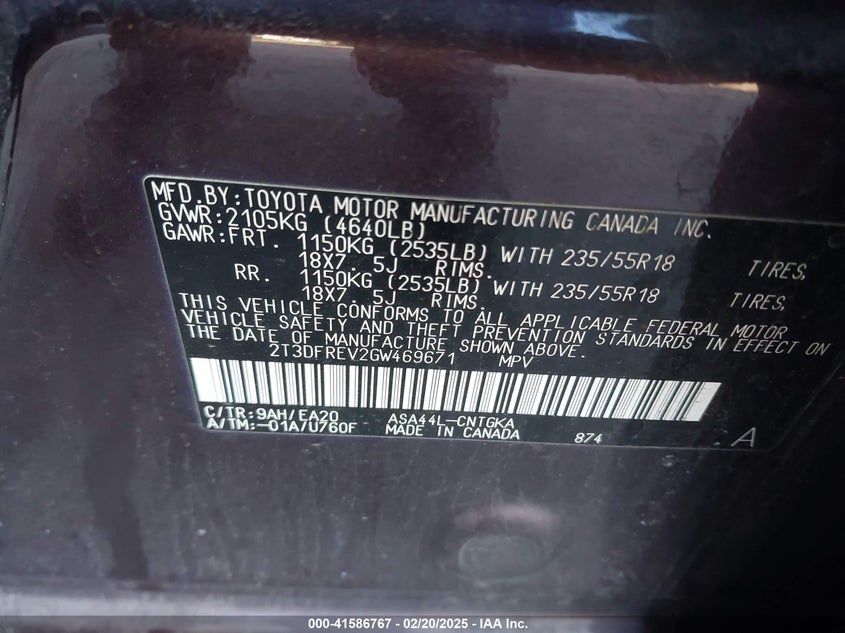 MFD.BY:TOYOTA MOTOR MANUFACTURING CANADA INC.
GVWR:2105KG (4640LB)
GAWR:FRT. 1150KG (2535LB) WITH 235/55R18 TIRES,
18X7.5J RIMS.
RR. 1150KG (2535LB) WITH 235/55R18 TIRES,
18X7.5J RIMS.
THIS VEHICLE CONFORMS TO ALL APPLICABLE FEDERAL MOTOR
VEHICLE SAFETY AND THEFT PREVENTION STANDARDS IN EFFECT ON
THE DATE OF MANUFACTURE SHOWN ABOVE.
2T3DFREV2GW469671 MPV
C/TR:9AH/EA20 ASA44L-CNTGKA
A/TM:-01A/U760F MADE IN CANADA 874 A
000-41586767 — 02/20/2025 — IAA Inc.